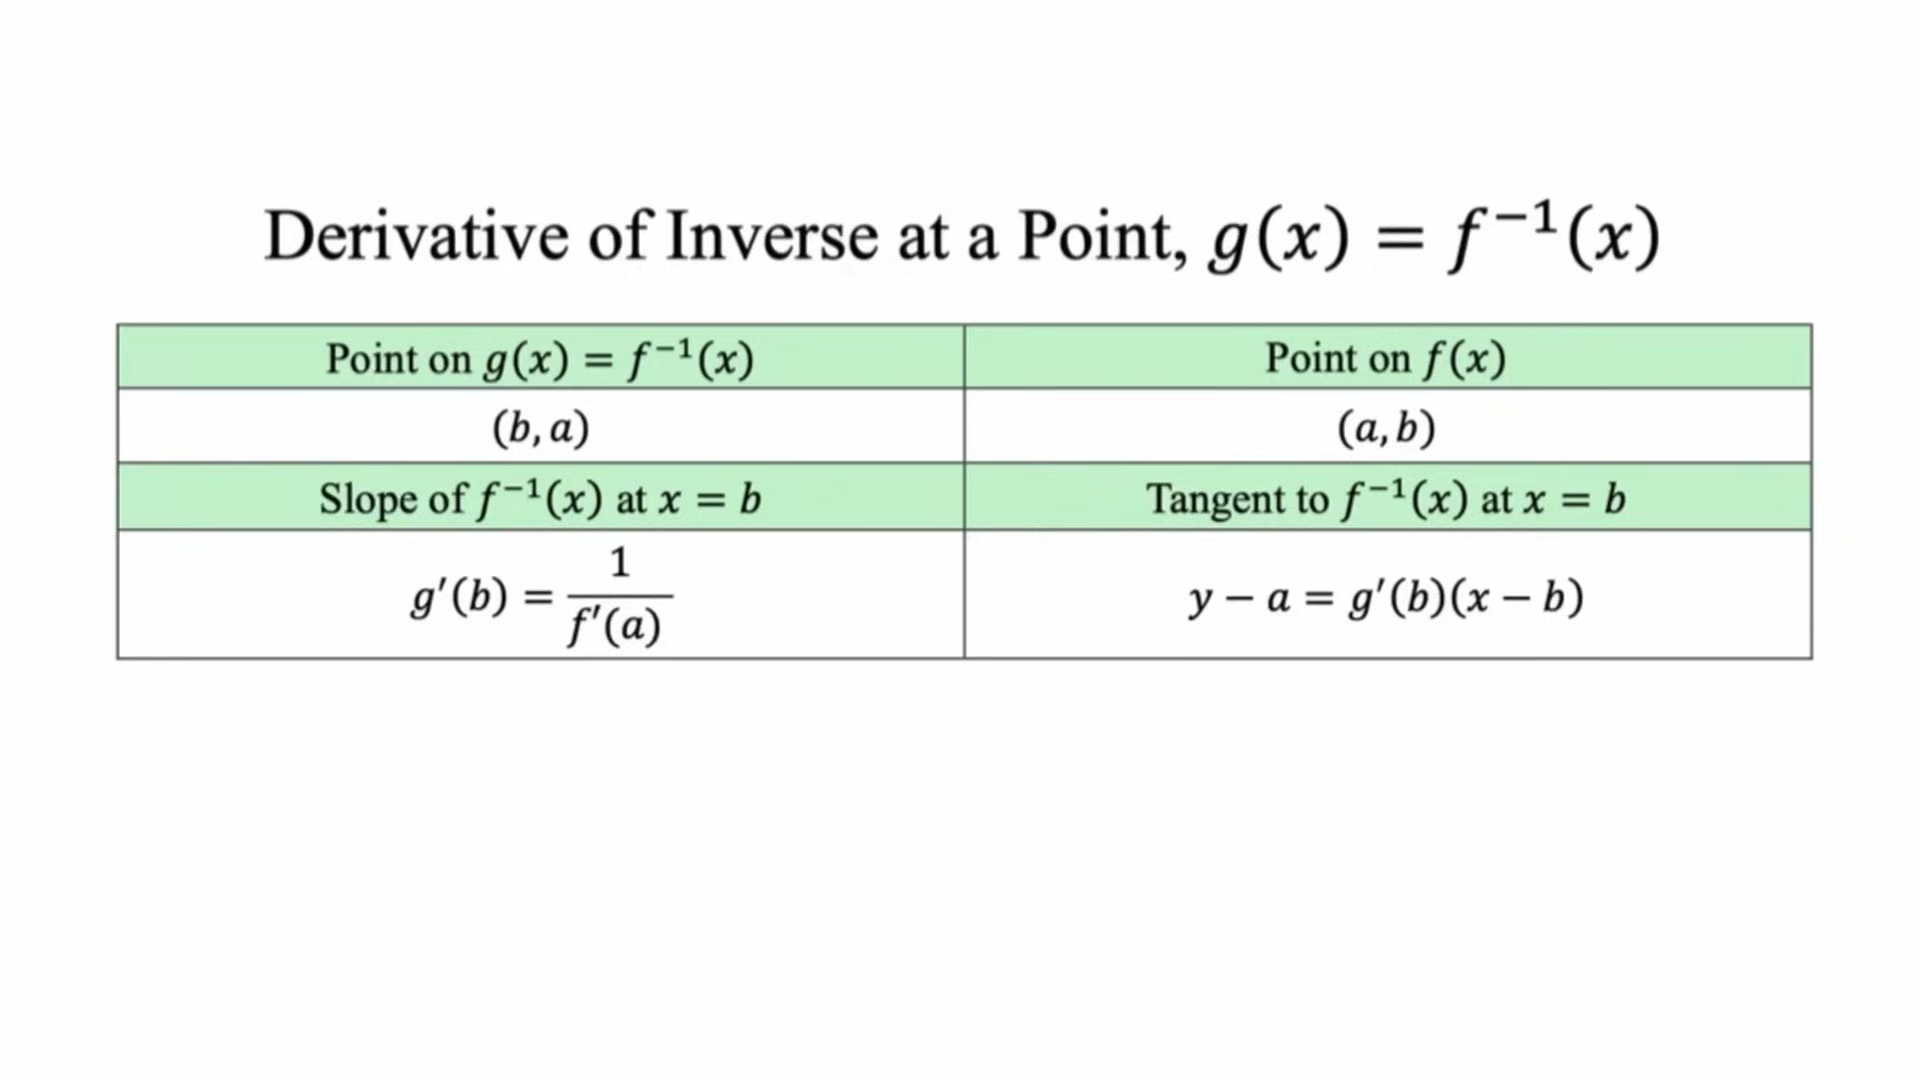 Derivative of Inverse at a Point, g(x) = f⁻¹(x)
Point on g(x) = f⁻¹(x)
Point on f(x)
(b, a)
(a, b)
Slope of f⁻¹(x) at x = b
Tangent to f⁻¹(x) at x = b
g′(b) = 1/f′(a)
y − a = g′(b)(x − b)